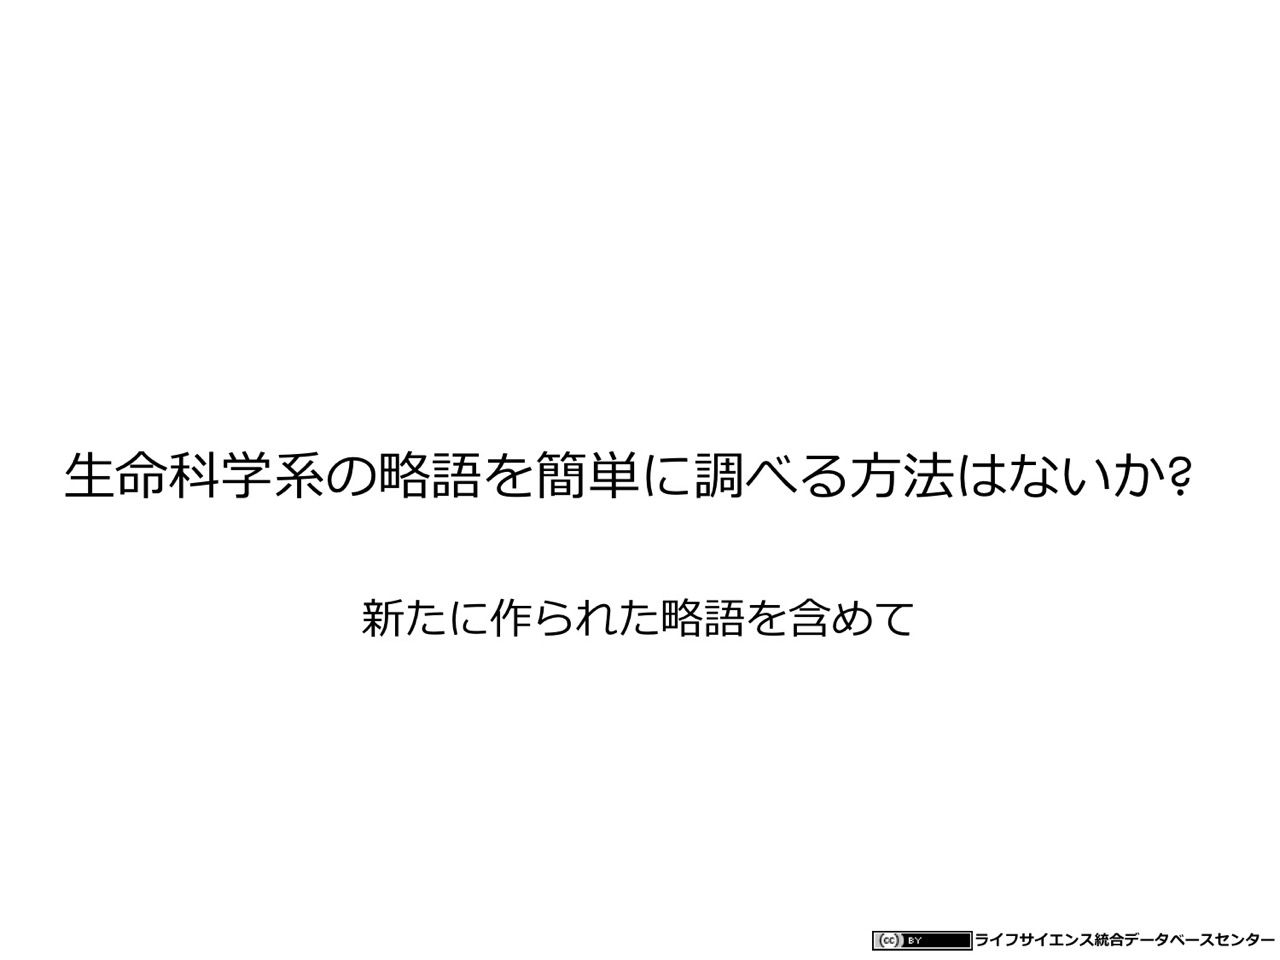 生命科学系の略語を簡単に調べる方法はないか?
新たに作られた略語を含めて
(cc) BY ライフサイエンス統合データベースセンター